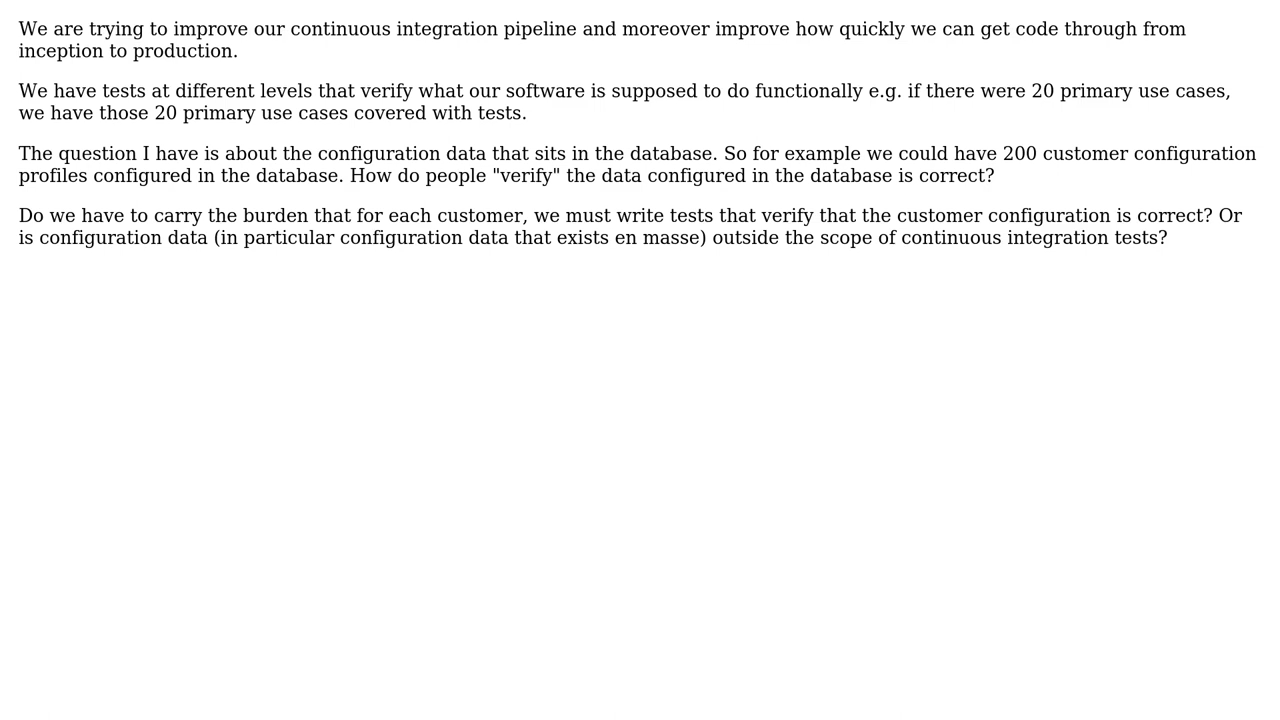 We are trying to improve our continuous integration pipeline and moreover improve how quickly we can get code through from
inception to production.
We have tests at different levels that verify what our software is supposed to do functionally e.g. if there were 20 primary use cases,
we have those 20 primary use cases covered with tests.
The question I have is about the configuration data that sits in the database. So for example we could have 200 customer configuration
profiles configured in the database. How do people "verify" the data configured in the database is correct?
Do we have to carry the burden that for each customer, we must write tests that verify that the customer configuration is correct? Or
is configuration data (in particular configuration data that exists en masse) outside the scope of continuous integration tests?